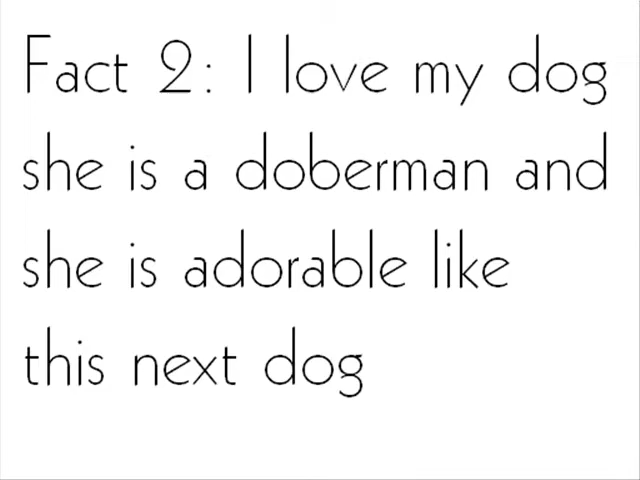 Fact 2: I love my dog
she is a doberman and
she is adorable like
this next dog